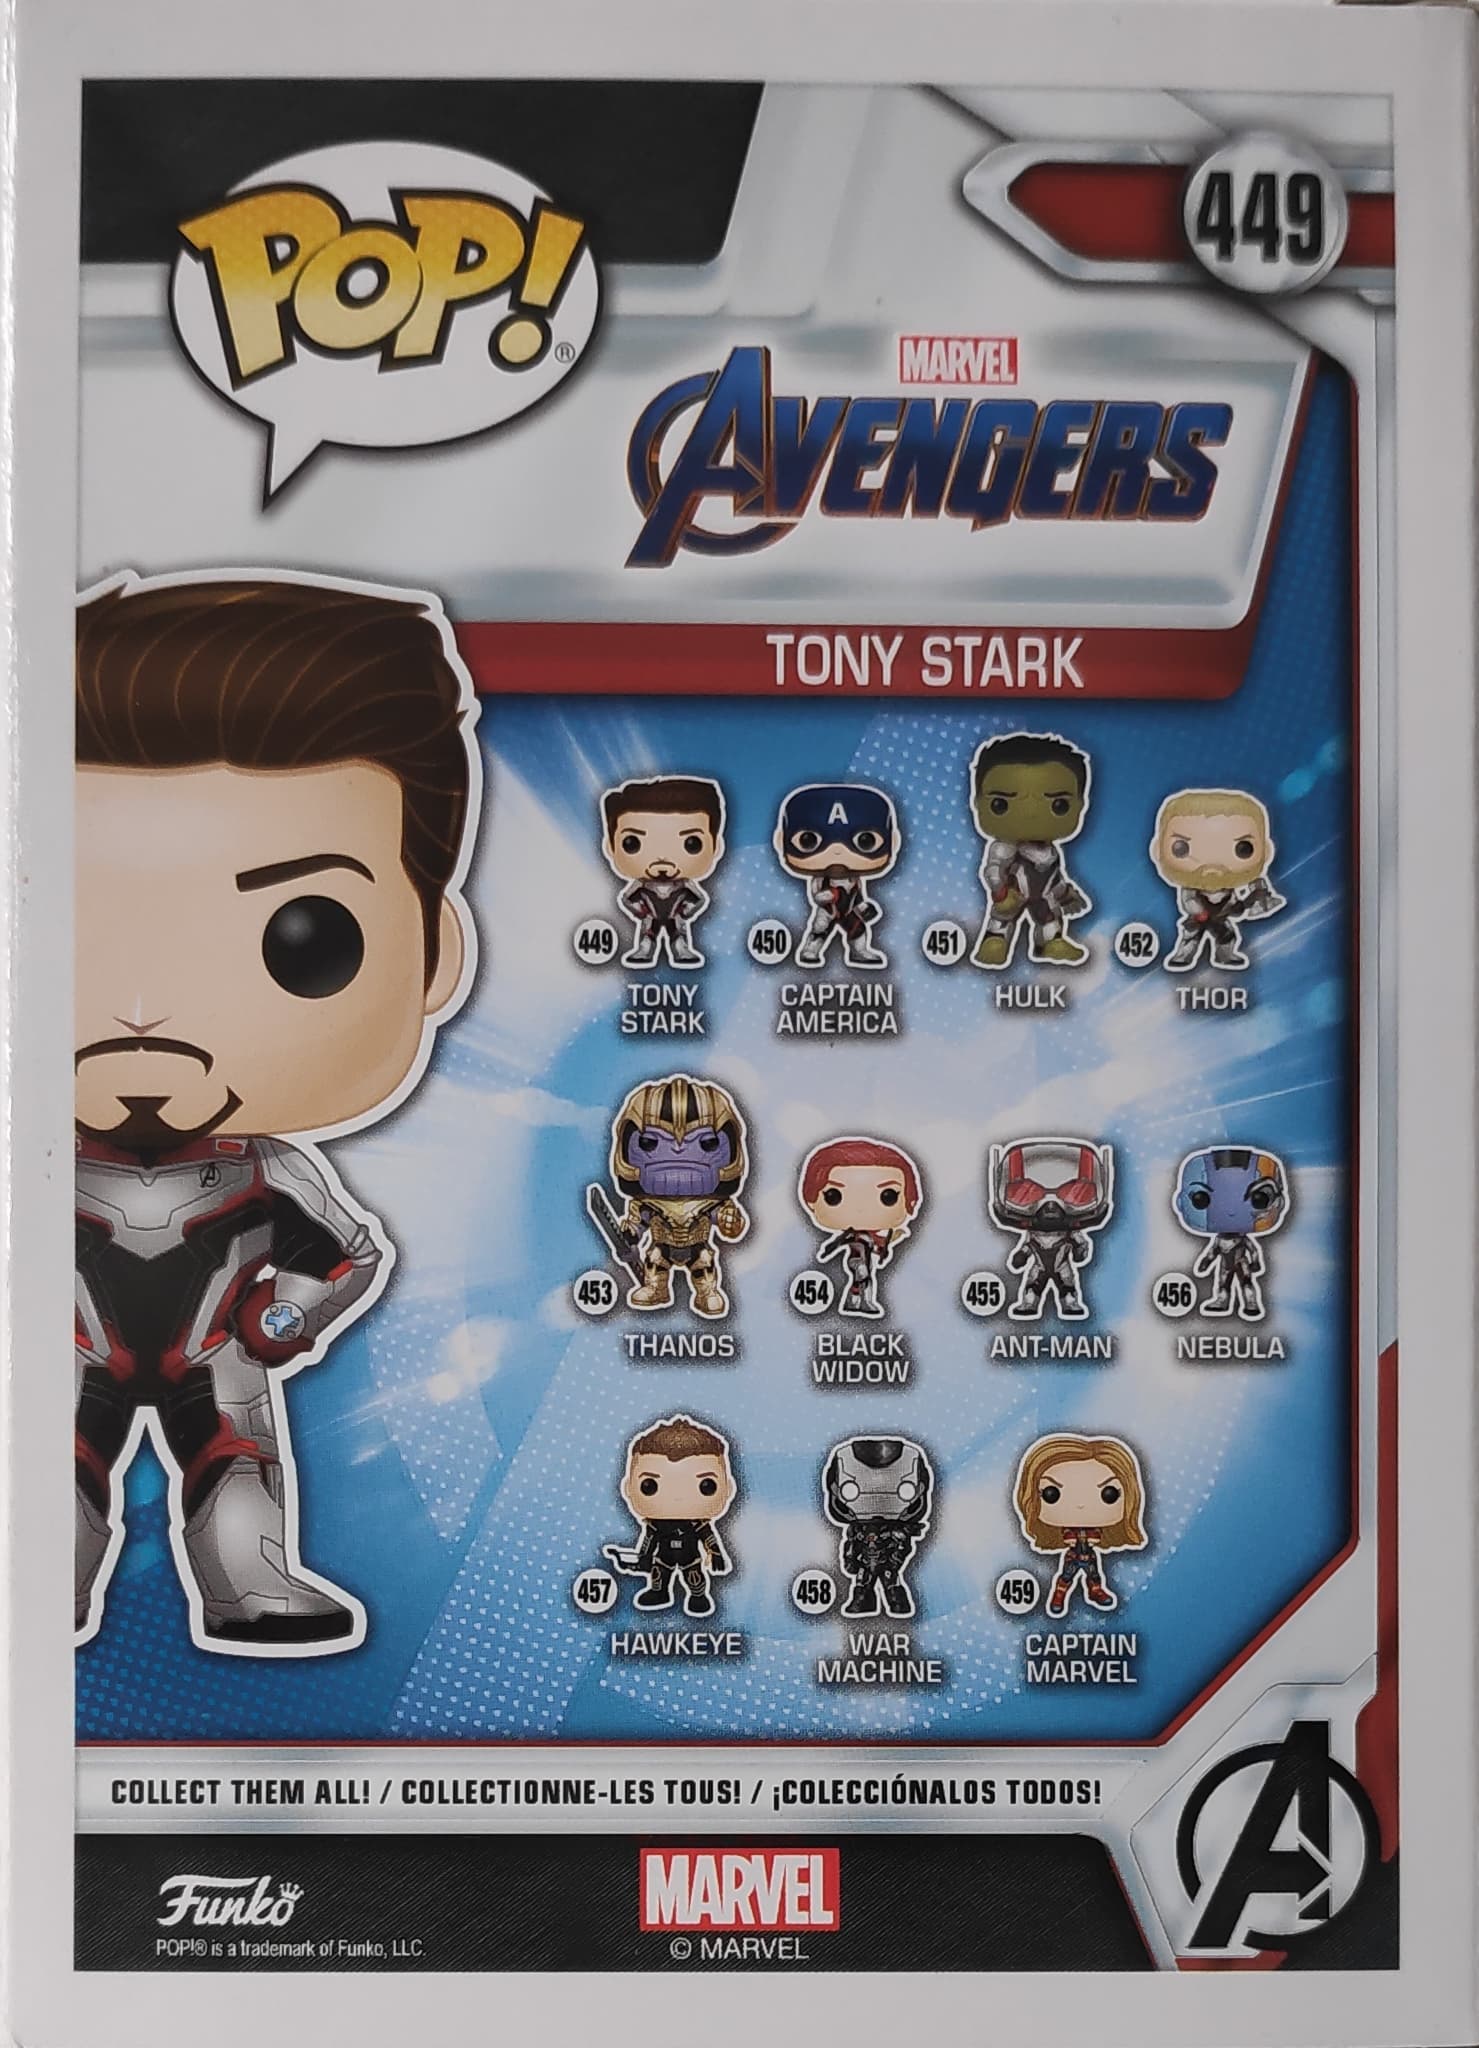 POP!®
449
MARVEL
AVENGERS
TONY STARK
A
449
450
451
452
TONY
STARK
CAPTAIN
AMERICA
HULK
THOR
453
454
455
456
THANOS
BLACK
WIDOW
ANT-MAN
NEBULA
457
458
459
HAWKEYE
WAR
MACHINE
CAPTAIN
MARVEL
COLLECT THEM ALL! / COLLECTIONNE-LES TOUS! / ¡COLECCIÓNALOS TODOS!
Funko
POP!® is a trademark of Funko, LLC.
MARVEL
© MARVEL
A